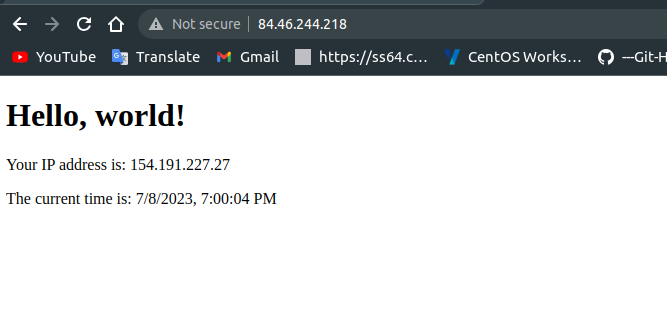 Not secure | 84.46.244.218
YouTube Translate Gmail https://ss64.c... CentOS Works... ---Git-H
Hello, world!
Your IP address is: 154.191.227.27
The current time is: 7/8/2023, 7:00:04 PM